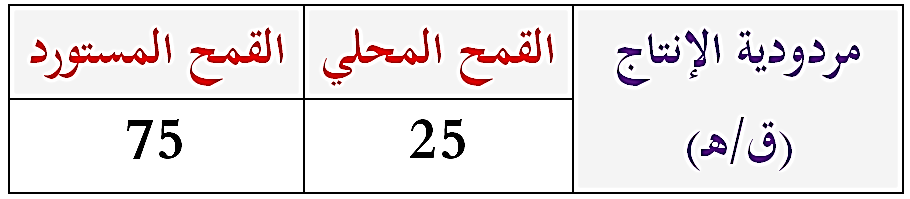 مردودية الإنتاج
(ق/هـ)
القمح المحلي
القمح المستورد
25
75